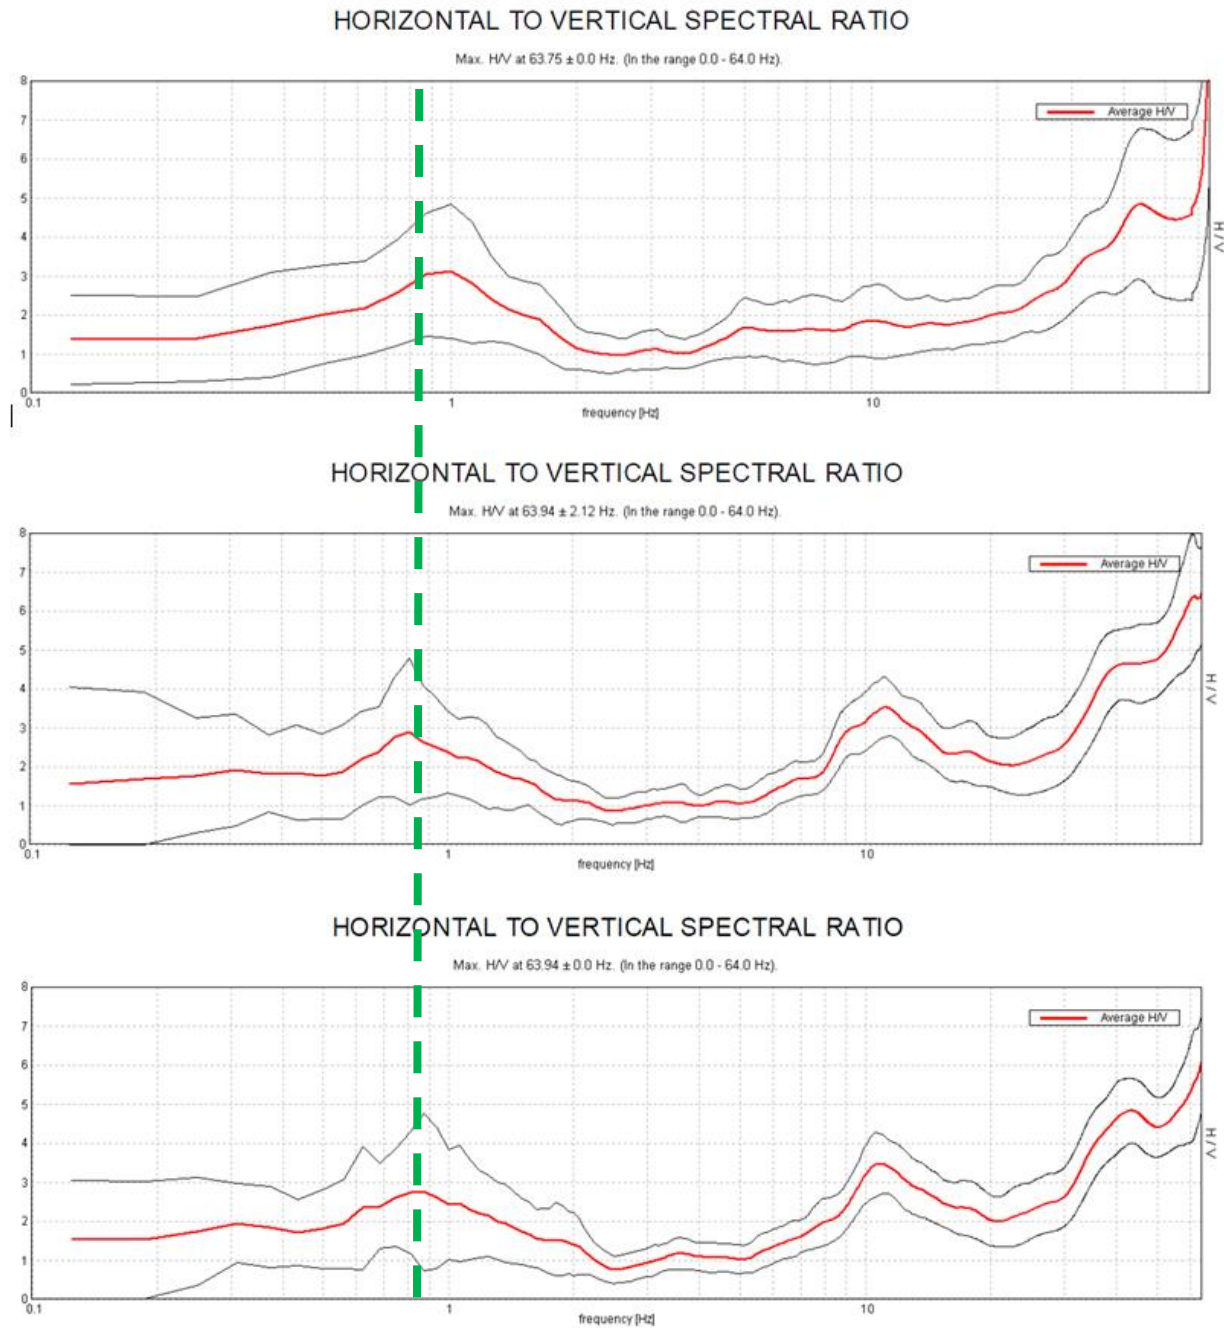 HORIZONTAL TO VERTICAL SPECTRAL RATIO
Max. H/V at 63.75 ± 0.0 Hz. (In the range 0.0 - 64.0 Hz).
8
7
6
5
4
3
2
1
0
Average H/V
H / V
0.1 1 10
frequency [Hz]
HORIZONTAL TO VERTICAL SPECTRAL RATIO
Max. H/V at 63.94 ± 2.12 Hz. (In the range 0.0 - 64.0 Hz).
8
7
6
5
4
3
2
1
0
Average H/V
H / V
0.1 1 10
frequency [Hz]
HORIZONTAL TO VERTICAL SPECTRAL RATIO
Max. H/V at 63.94 ± 0.0 Hz. (In the range 0.0 - 64.0 Hz).
8
7
6
5
4
3
2
1
0
Average H/V
H / V
0.1 1 10
frequency [Hz]